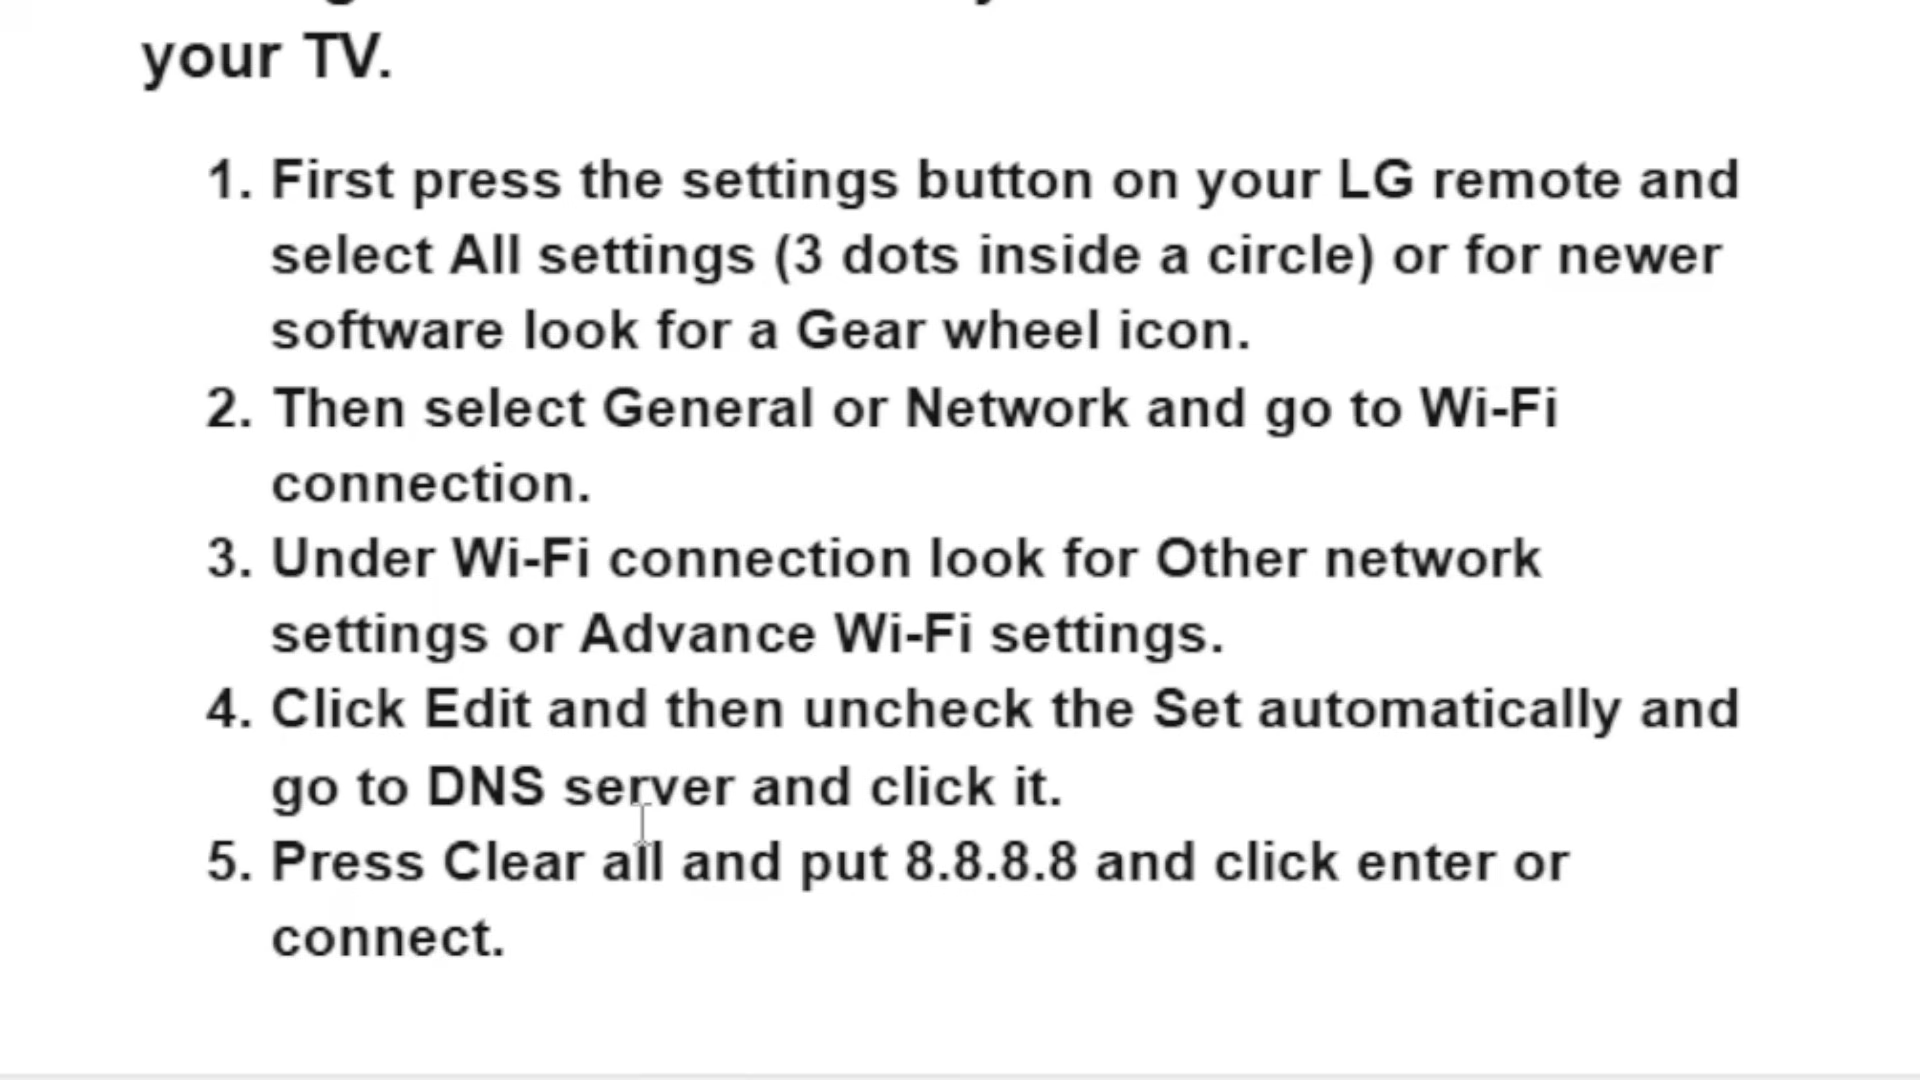 your TV.
1. First press the settings button on your LG remote and
select All settings (3 dots inside a circle) or for newer
software look for a Gear wheel icon.
2. Then select General or Network and go to Wi-Fi
connection.
3. Under Wi-Fi connection look for Other network
settings or Advance Wi-Fi settings.
4. Click Edit and then uncheck the Set automatically and
go to DNS server and click it.
5. Press Clear all and put 8.8.8.8 and click enter or
connect.